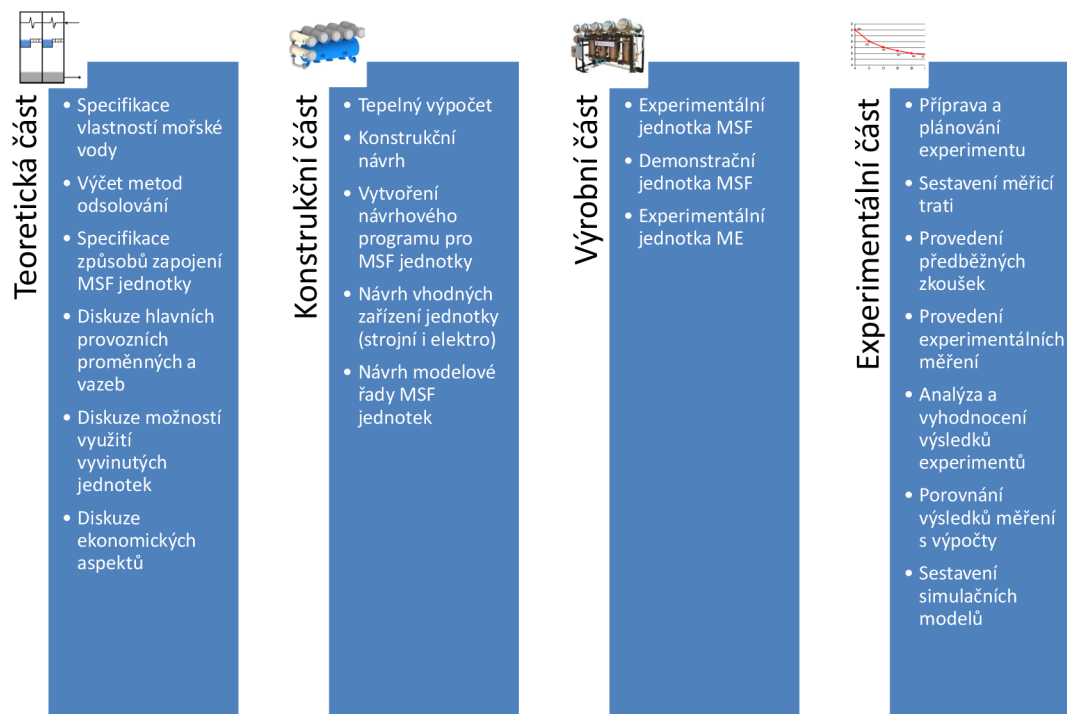 Teoretická část
• Specifikace
vlastností mořské
vody
• Výčet metod
odsolování
• Specifikace
způsobů zapojení
MSF jednotky
• Diskuze hlavních
provozních
proměnných a
vazeb
• Diskuze možností
využití
vyvinutých
jednotek
• Diskuze
ekonomických
aspektů
Konstrukční část
• Tepelný výpočet
• Konstrukční
návrh
• Vytvoření
návrhového
programu pro
MSF jednotky
• Návrh vhodných
zařízení jednotky
(strojní i elektro)
• Návrh modelové
řady MSF
jednotek
Výrobní část
• Experimentální
jednotka MSF
• Demonstrační
jednotka MSF
• Experimentální
jednotka ME
Experimentální část
• Příprava a
plánování
experimentu
• Sestavení měřicí
trati
• Provedení
předběžných
zkoušek
• Provedení
experimentálních
měření
• Analýza a
vyhodnocení
výsledků
experimentů
• Porovnání
výsledků měření
s výpočty
• Sestavení
simulačních
modelů